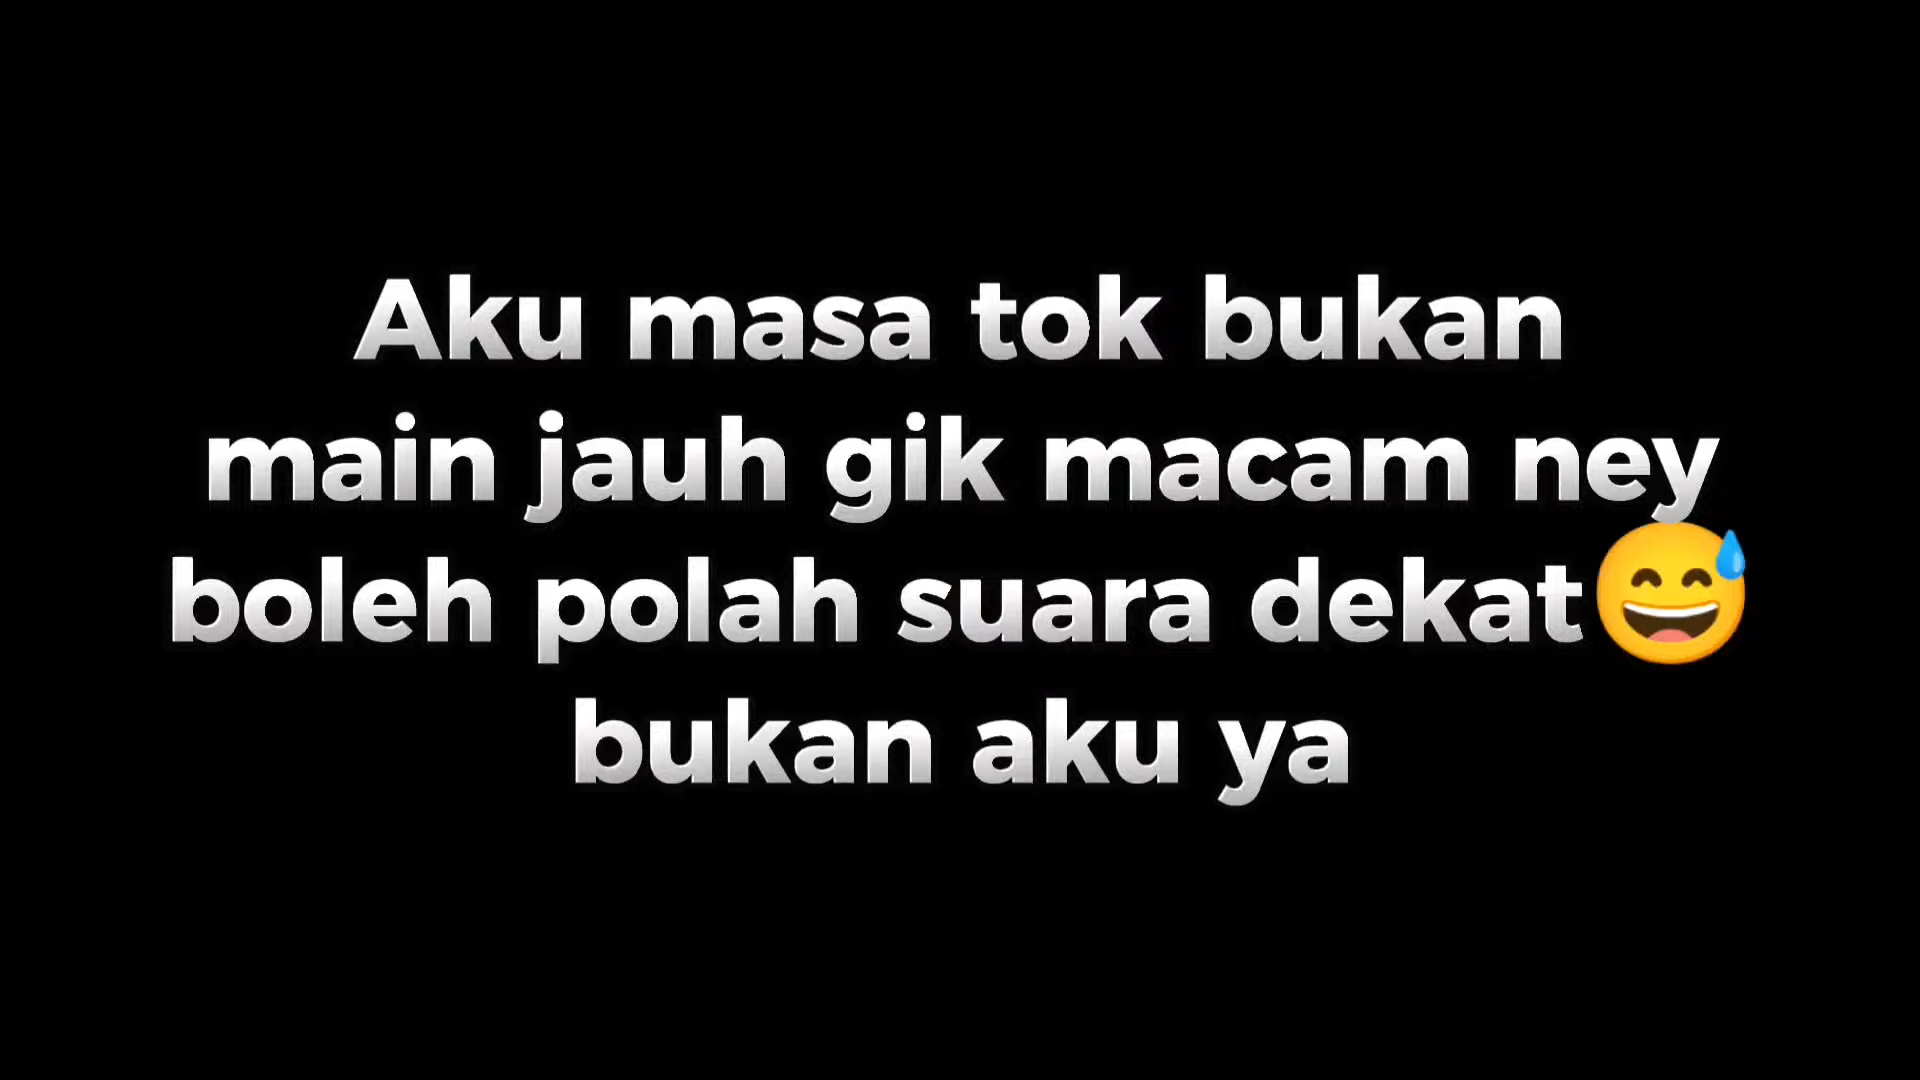 Aku masa tok bukan
main jauh gik macam ney
boleh polah suara dekat😅
bukan aku ya